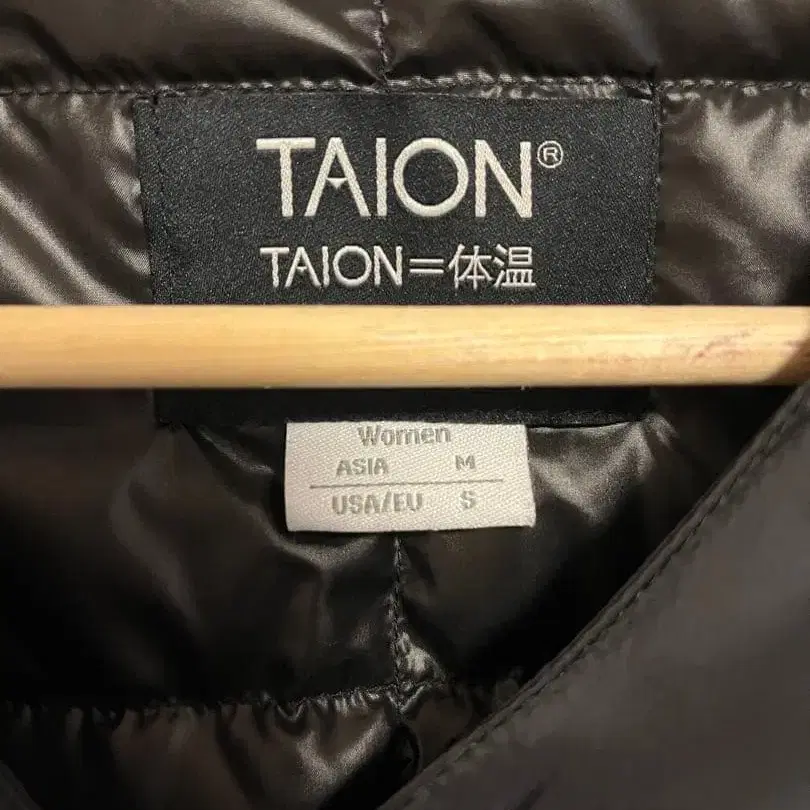 TAION®
TAION=体温
Women
ASIA M
USA/EU S